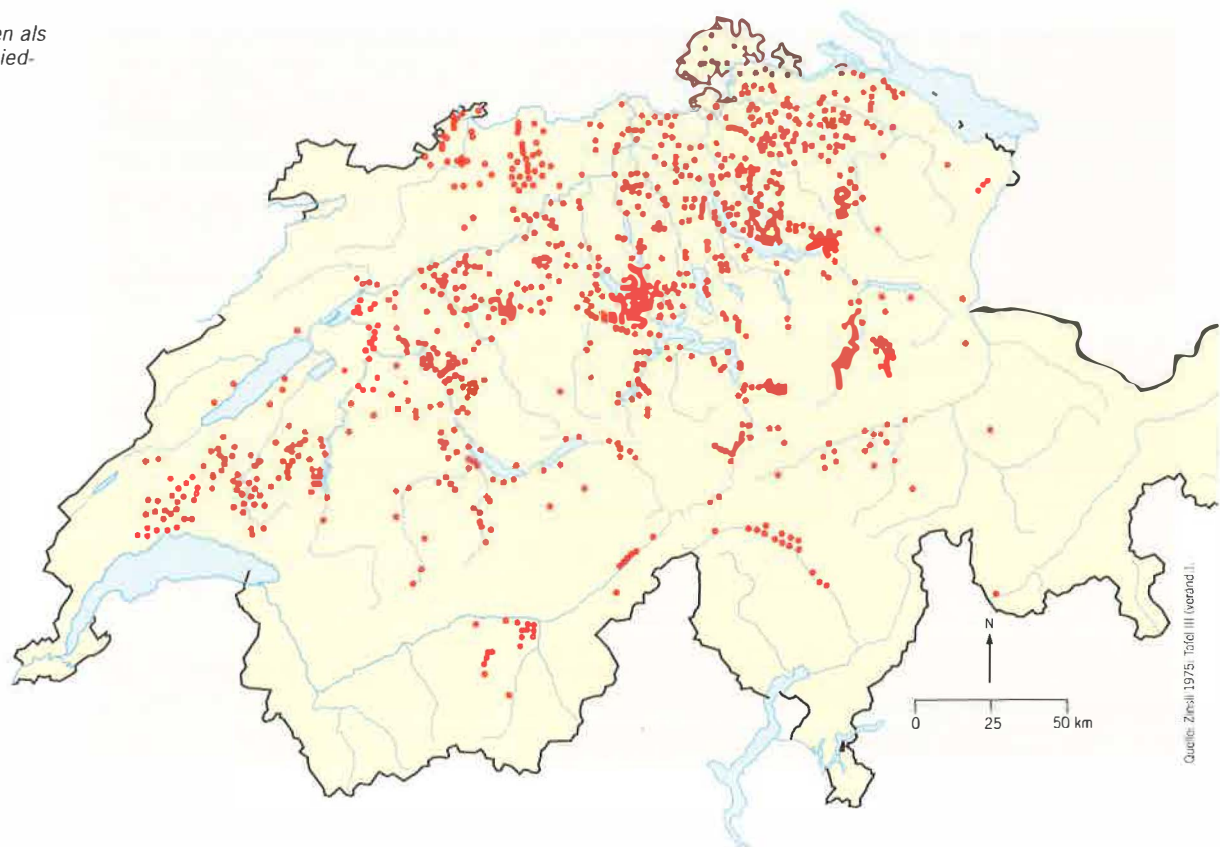 en als
ied-
N
0 25 50 km
Quelle: Zinsli 1975: Tafel III (veränd.).